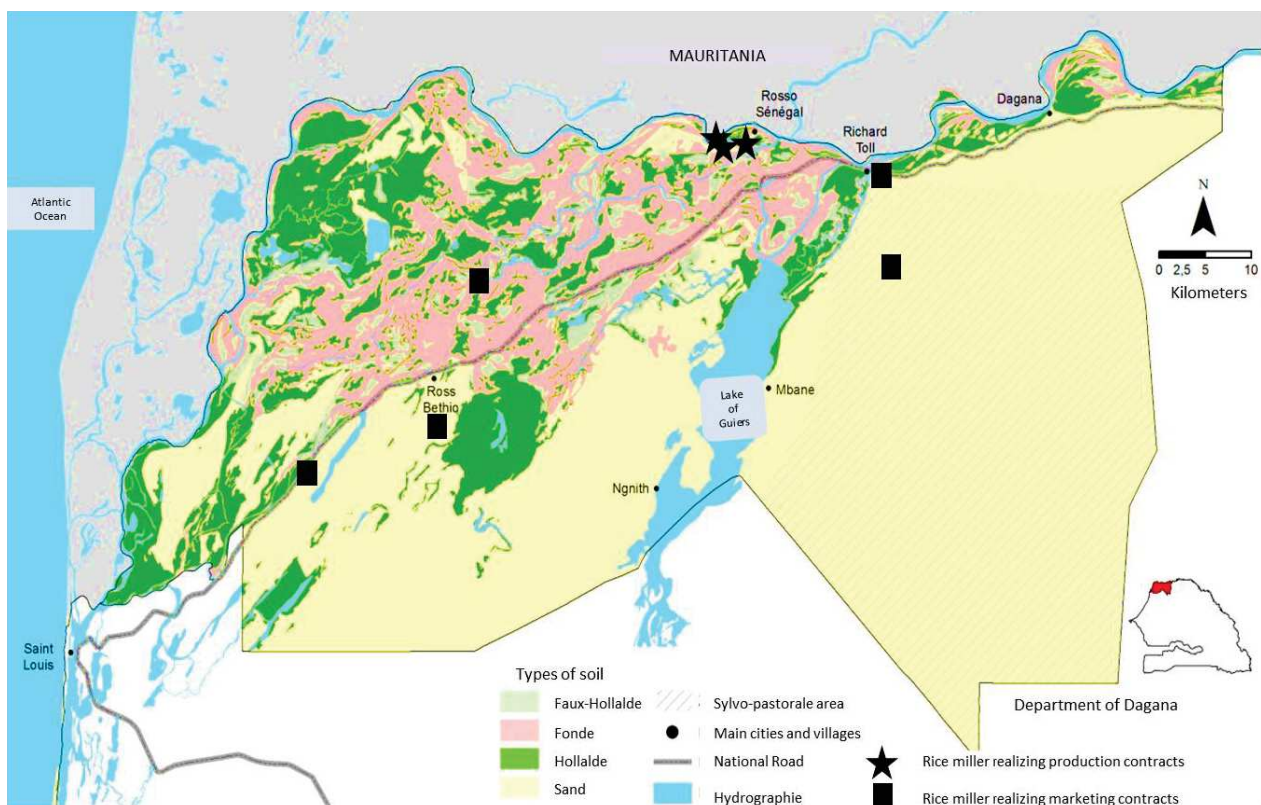 MAURITANIA
Rosso
Sénégal
Dagana
Richard
Toll
Atlantic
Ocean
N
0 2,5 5 10
Kilometers
Ross
Bethio
Lake
of
Guiers
Mbane
Ngnith
Saint
Louis
Types of soil
Faux-Hollalde
Fonde
Hollalde
Sand
Sylvo-pastorale area
Main cities and villages
National Road
Hydrographie
Department of Dagana
Rice miller realizing production contracts
Rice miller realizing marketing contracts